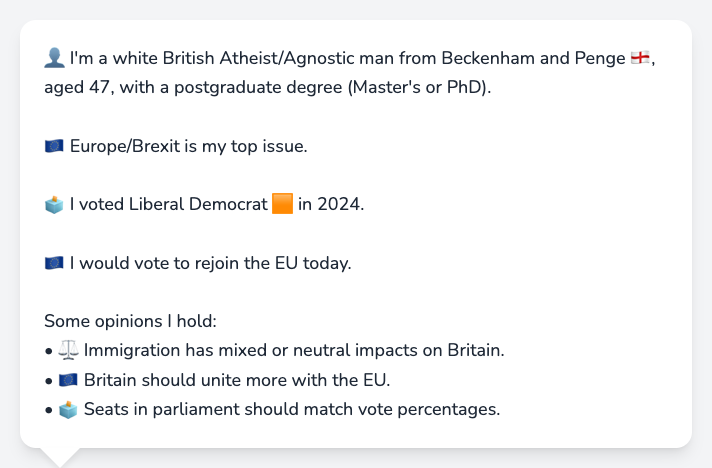 👤 I'm a white British Atheist/Agnostic man from Beckenham and Penge 🏴󠁧󠁢󠁥󠁮󠁧󠁿,
aged 47, with a postgraduate degree (Master's or PhD).
🇪🇺 Europe/Brexit is my top issue.
🗳️ I voted Liberal Democrat 🟧 in 2024.
🇪🇺 I would vote to rejoin the EU today.
Some opinions I hold:
• ⚖️ Immigration has mixed or neutral impacts on Britain.
• 🇪🇺 Britain should unite more with the EU.
• 🗳️ Seats in parliament should match vote percentages.